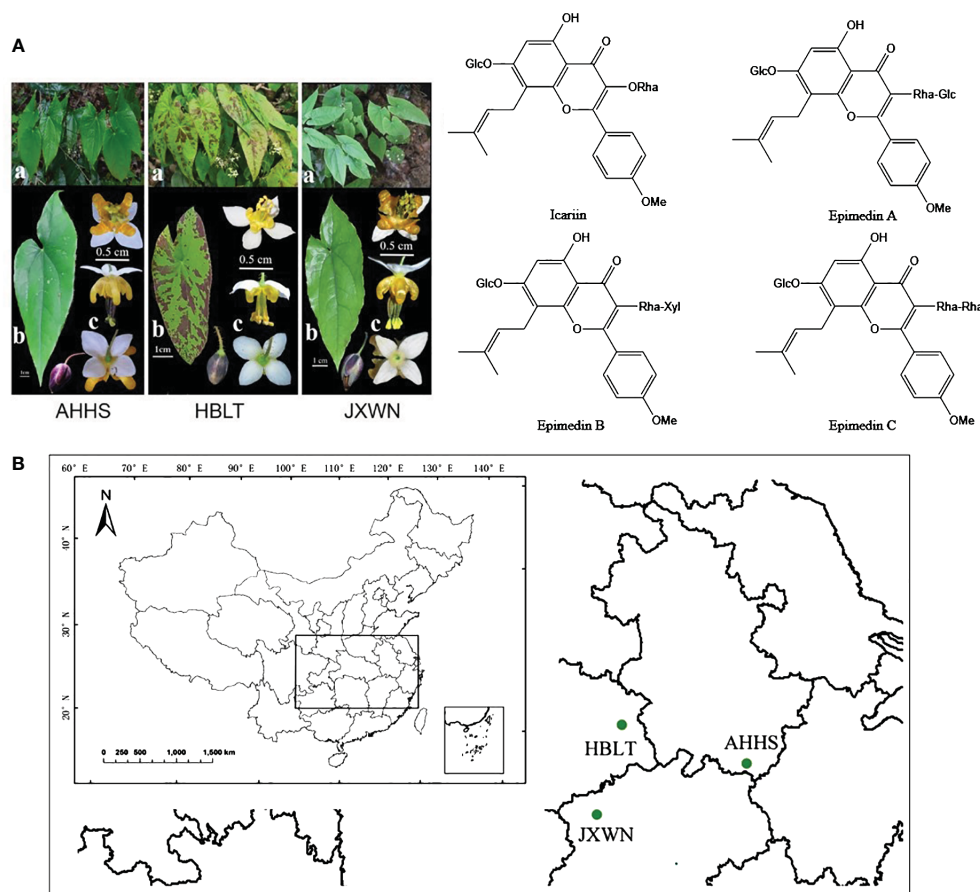 A
a
a
a
0.5 cm
0.5 cm
0.5 cm
b
c
b
c
b
c
1cm
1cm
1 cm
AHHS
HBLT
JXWN
OH
O
GlcO
ORha
O
OMe
Icariin
OH
O
GlcO
Rha-Glc
O
OMe
Epimedin A
OH
O
GlcO
Rha-Xyl
O
OMe
Epimedin B
OH
O
GlcO
Rha-Rha
O
OMe
Epimedin C
B
60° E 70° E 80° E 90° E 100° E 110° E 120° E 130° E 140° E
N
40° N
30° N
20° N
0 250 500 1,000 1,500 km
HBLT
AHHS
JXWN